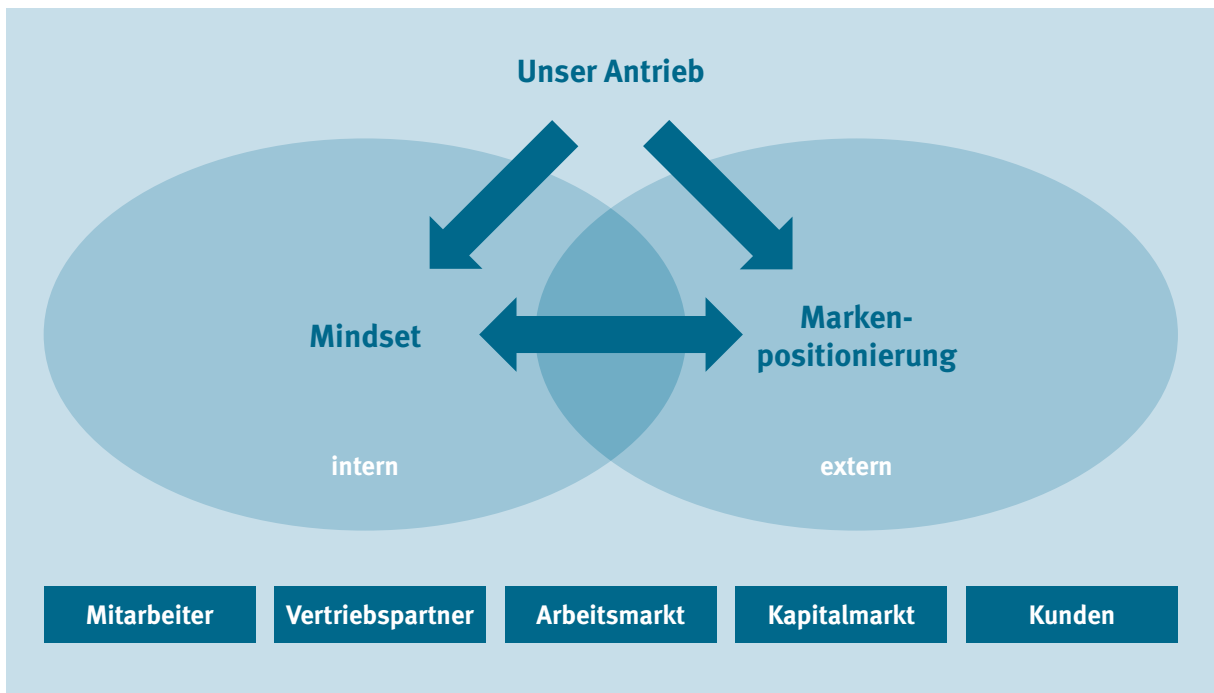 Unser Antrieb
Mindset
Marken-
positionierung
intern
extern
Mitarbeiter
Vertriebspartner
Arbeitsmarkt
Kapitalmarkt
Kunden